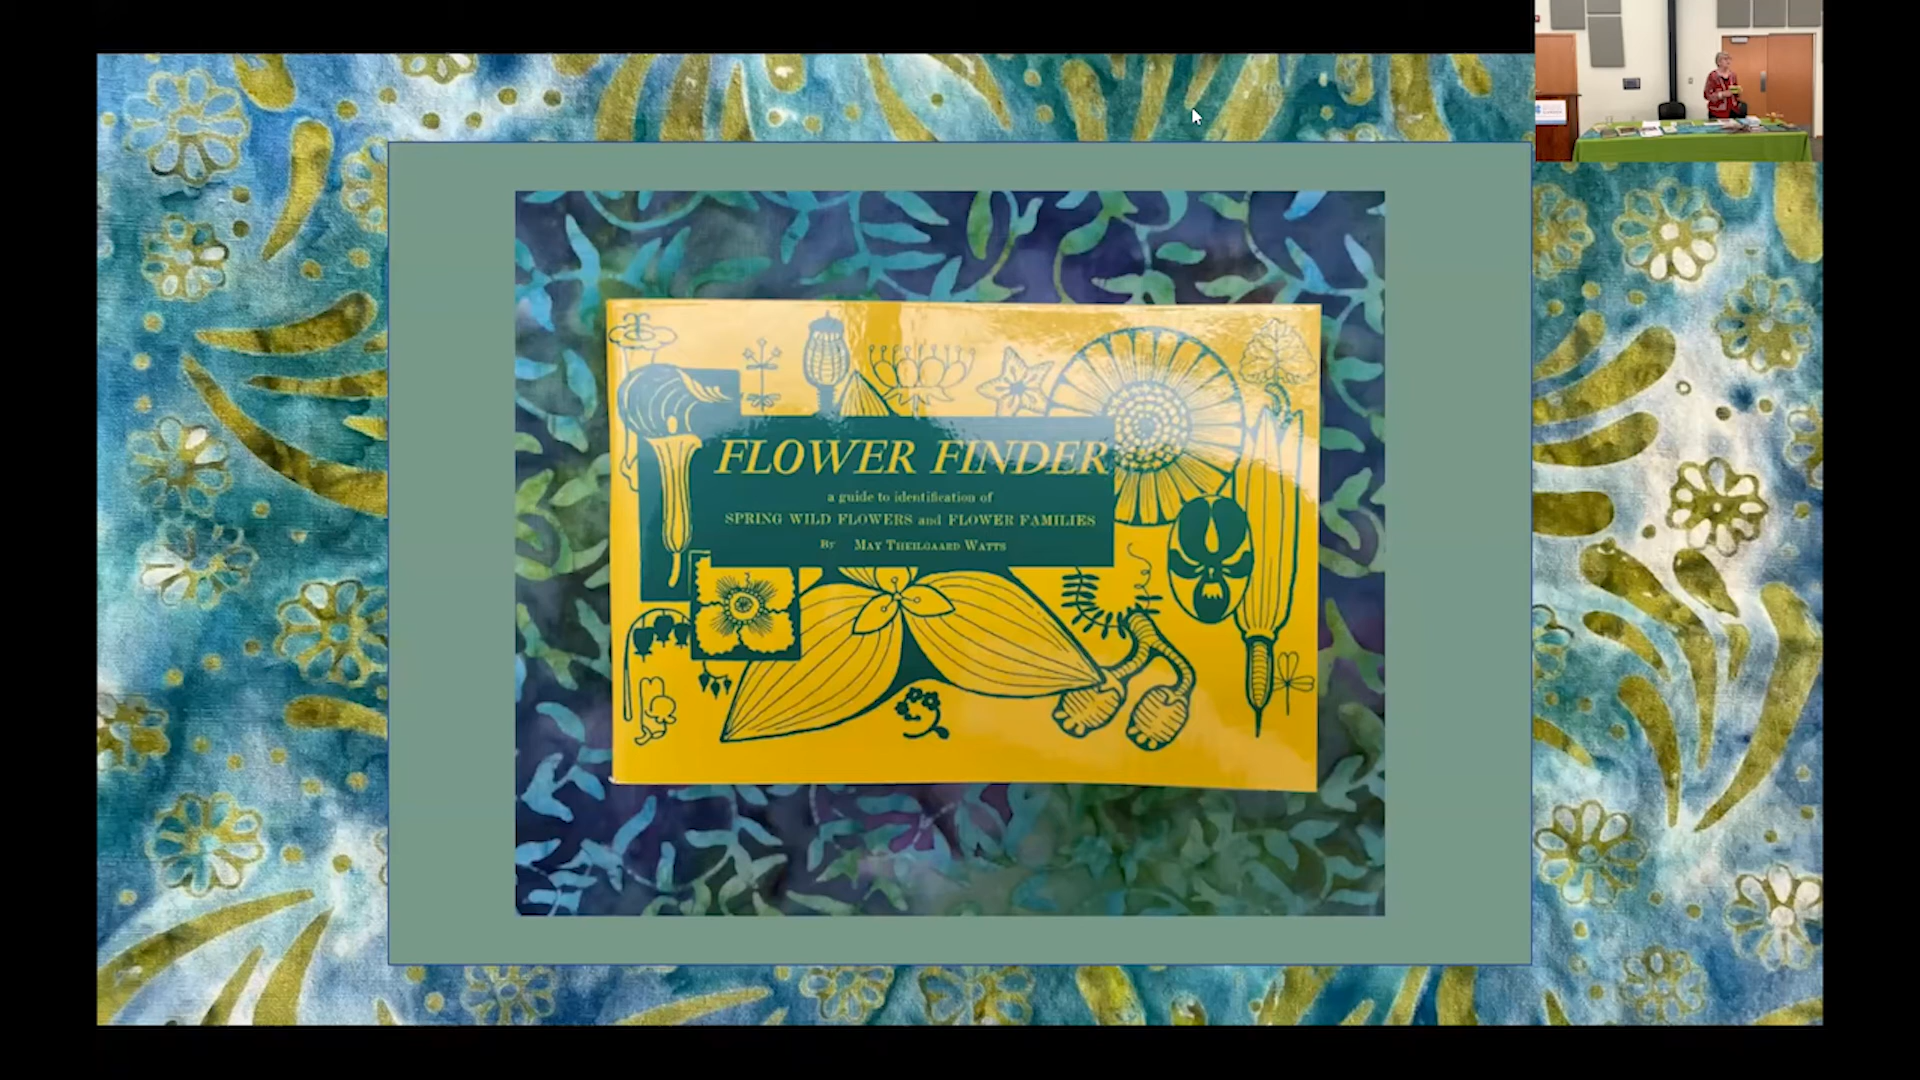 FLOWER FINDER
a guide to identification of
SPRING WILD FLOWERS and FLOWER FAMILIES
By May Theilgaard Watts